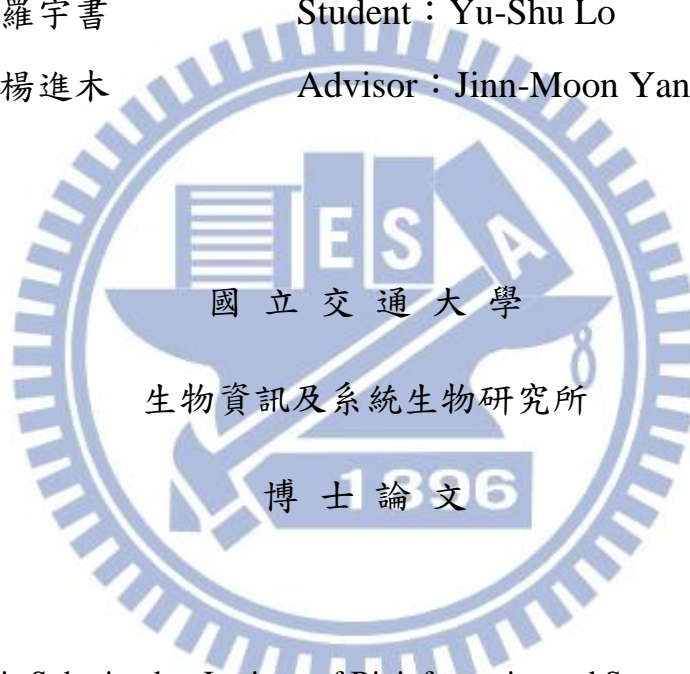 羅宇書 Student：Yu-Shu Lo
楊進木 Advisor：Jinn-Moon Yan
E S A
國 立 交 通 大 學
生物資訊及系統生物研究所
1896
博 士 論 文